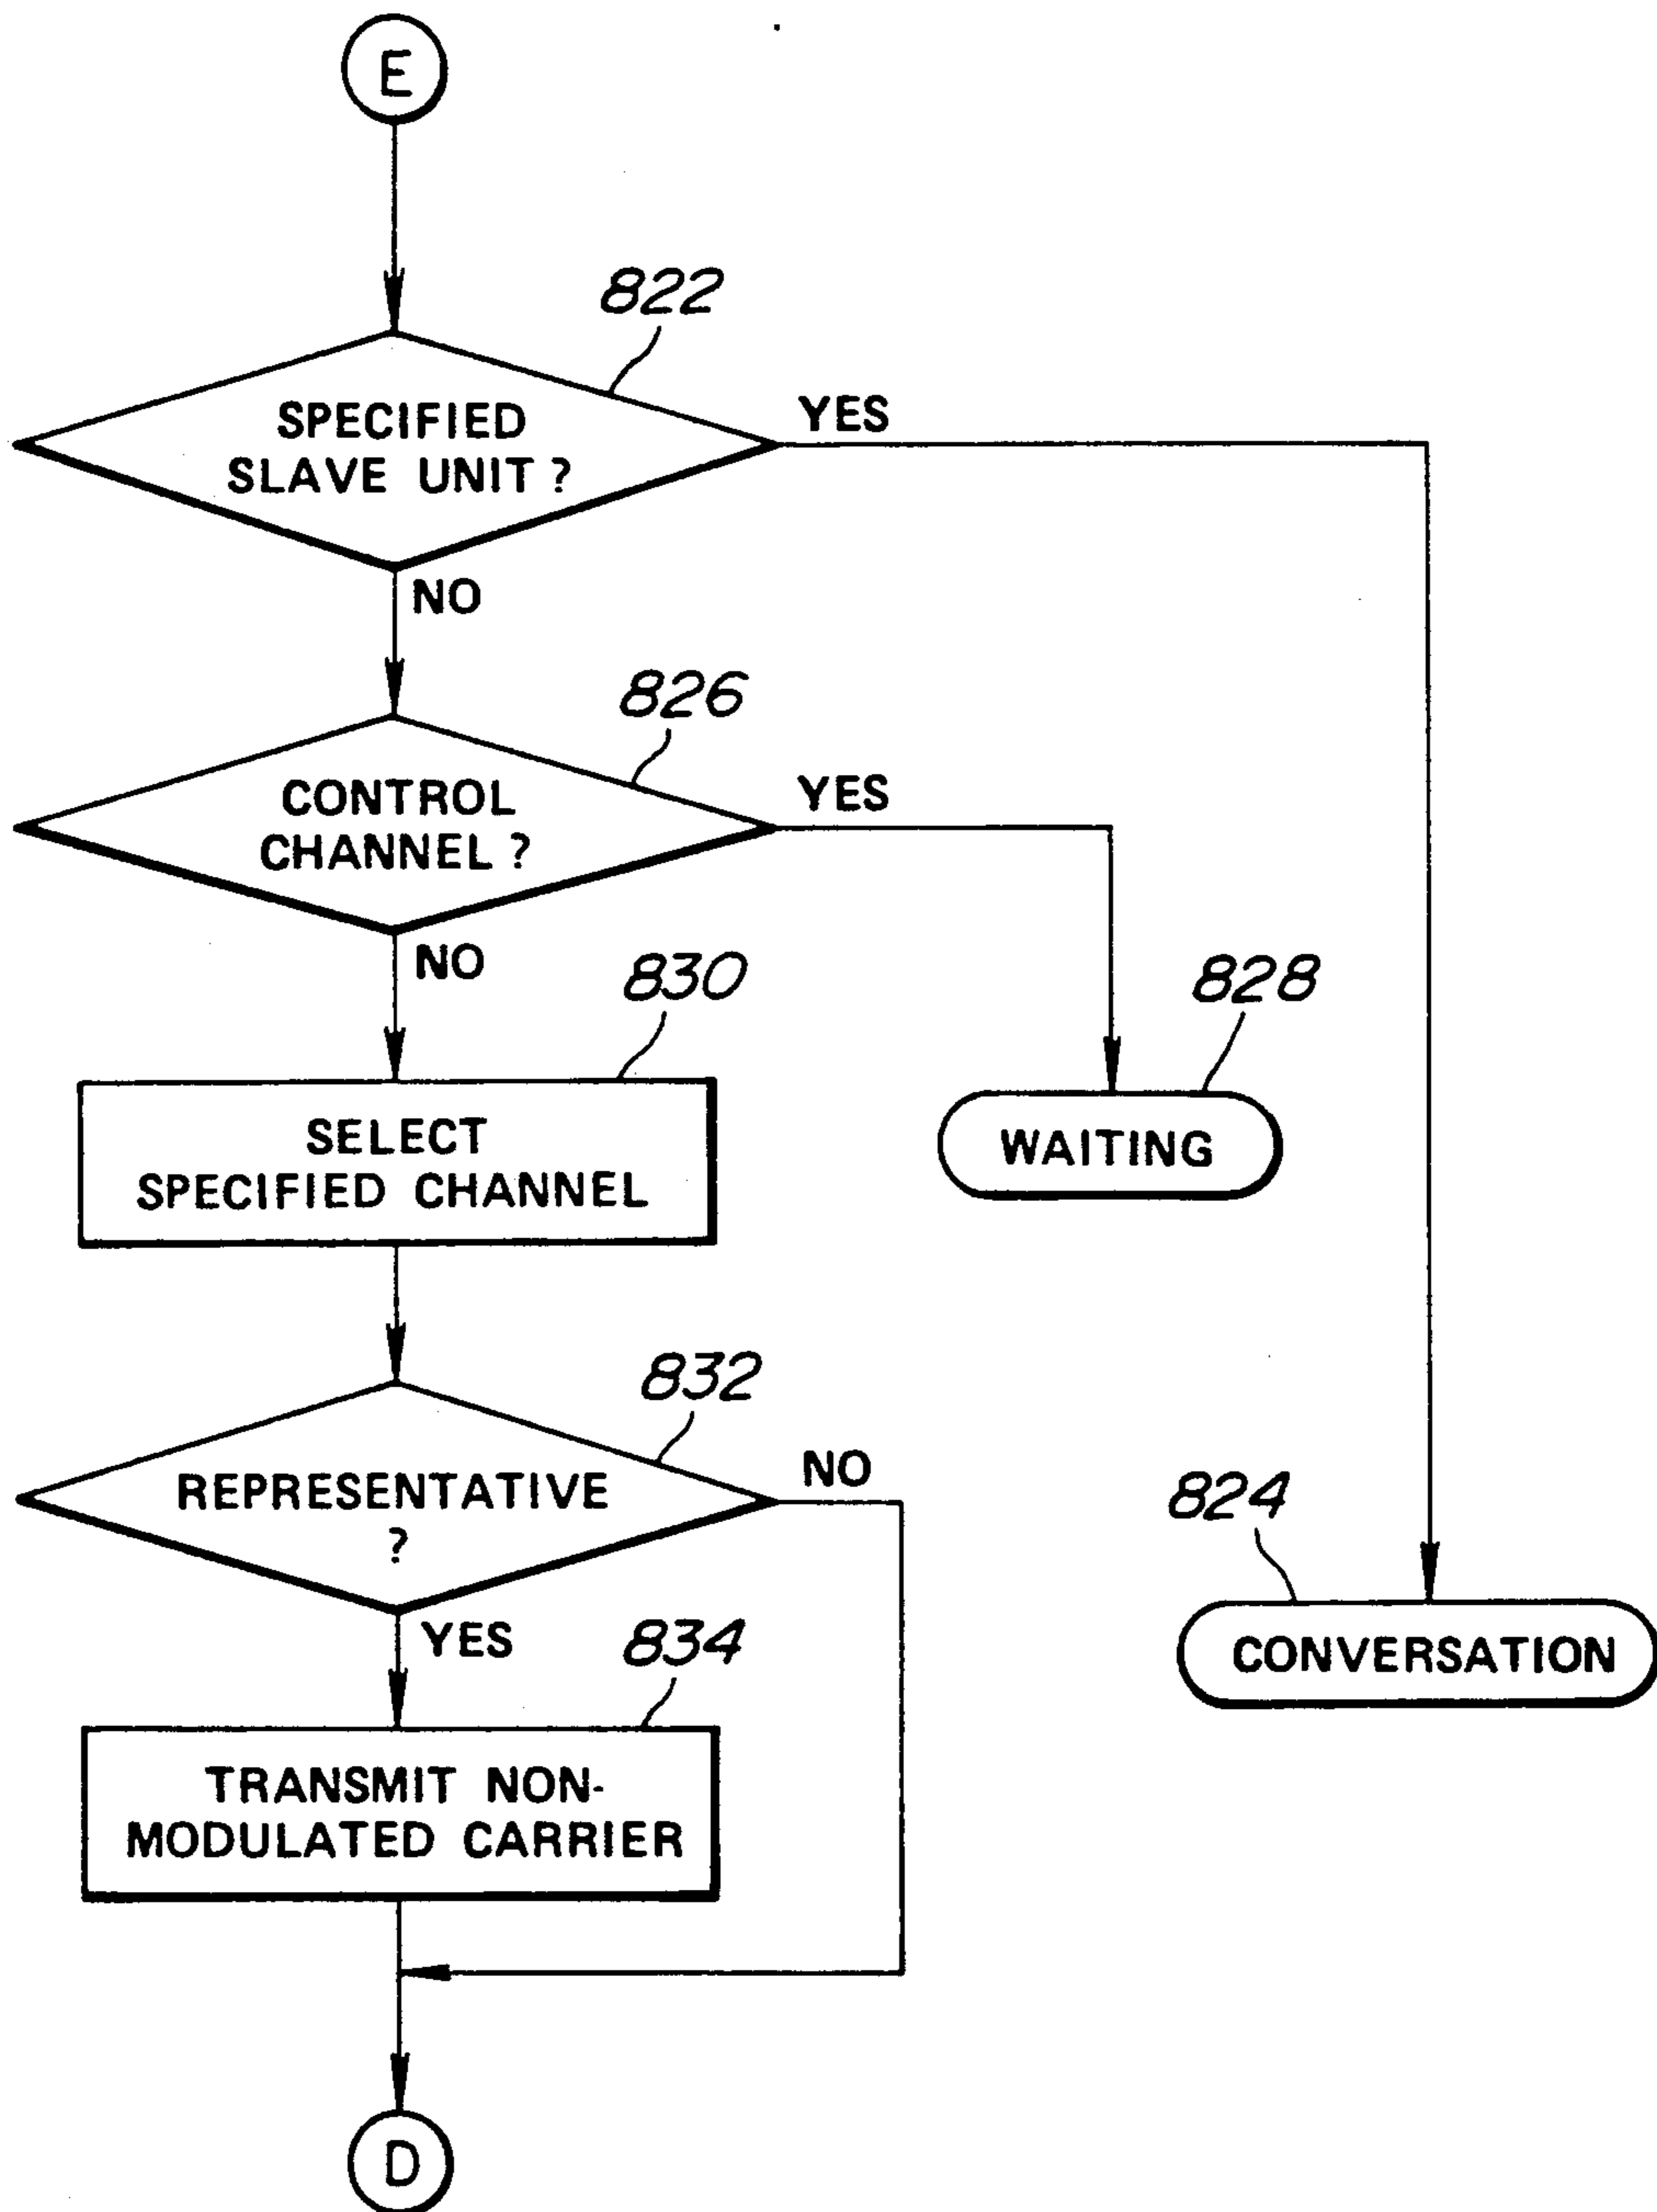 E
822
SPECIFIED
SLAVE UNIT ?
YES
NO
826
CONTROL
CHANNEL ?
YES
NO
830
828
SELECT
SPECIFIED CHANNEL
WAITING
832
REPRESENTATIVE
?
NO
824
YES
834
CONVERSATION
TRANSMIT NON-
MODULATED CARRIER
D